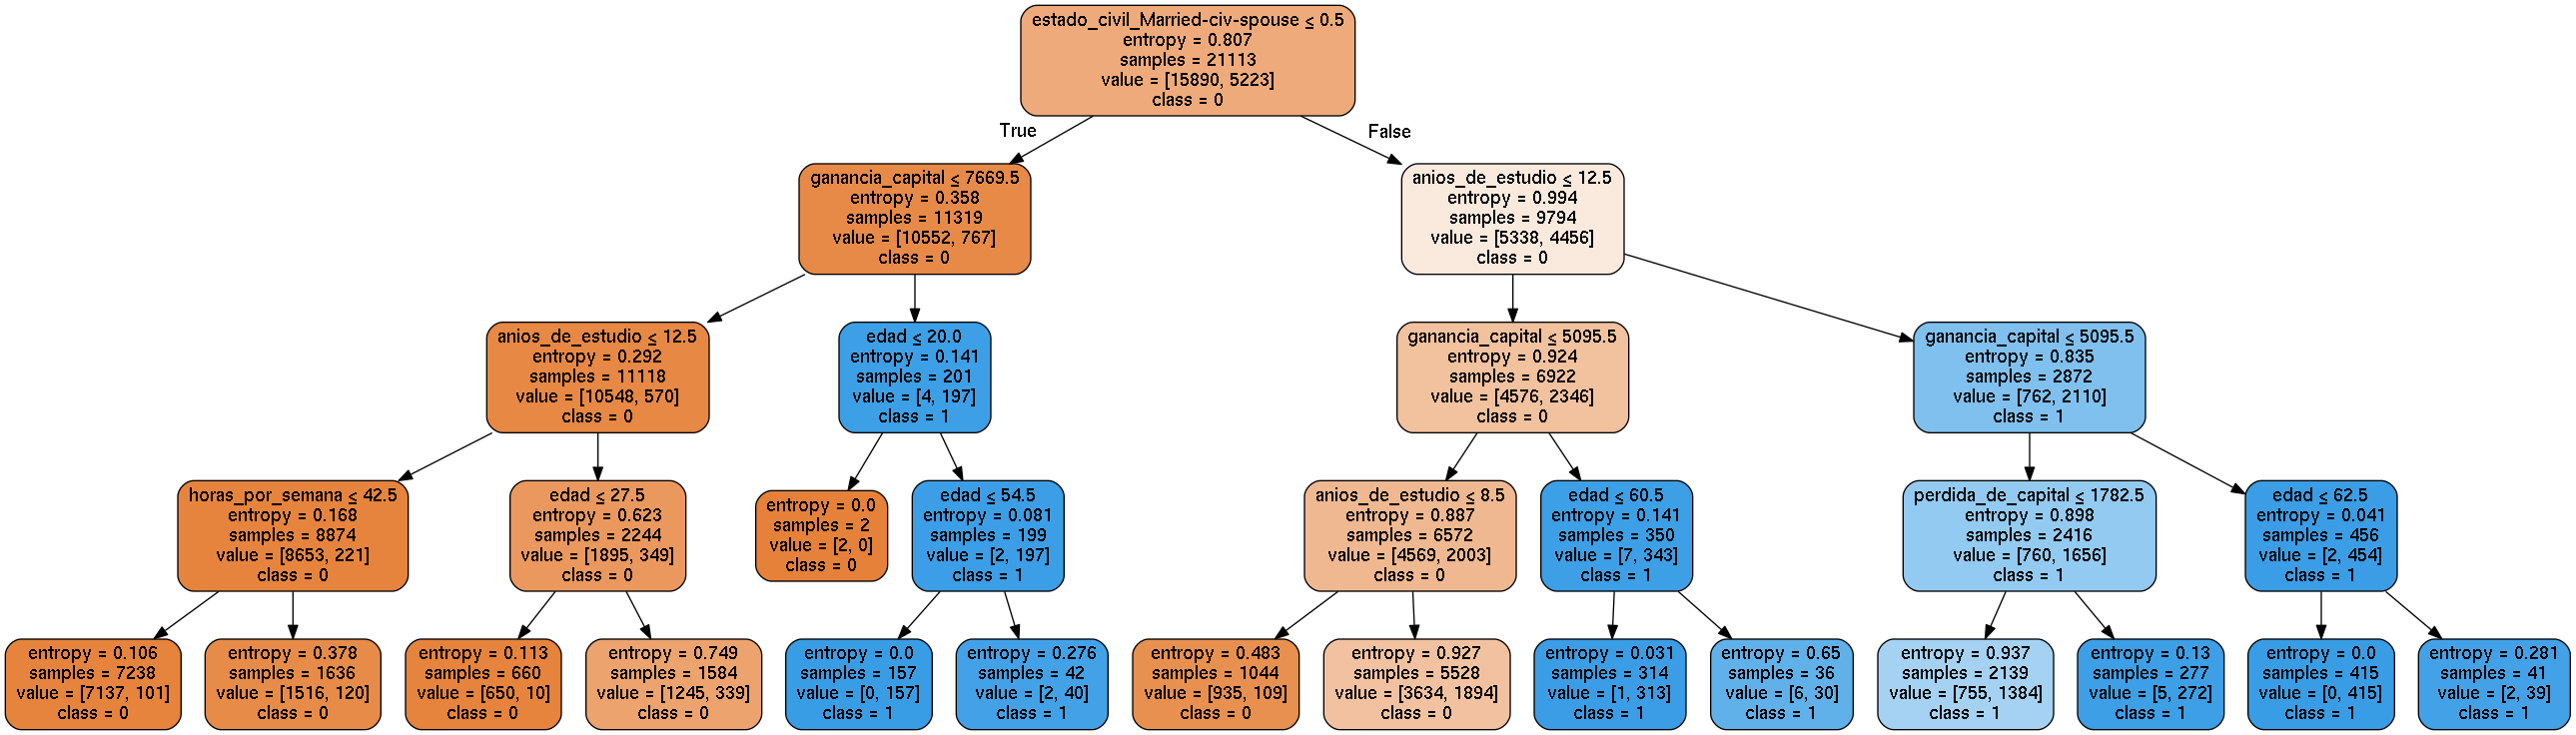 estado_civil_Married-civ-spouse ≤ 0.5
entropy = 0.807
samples = 21113
value = [15890, 5223]
class = 0
True
False
ganancia_capital ≤ 7669.5
entropy = 0.358
samples = 11319
value = [10552, 767]
class = 0
anios_de_estudio ≤ 12.5
entropy = 0.994
samples = 9794
value = [5338, 4456]
class = 0
anios_de_estudio ≤ 12.5
entropy = 0.292
samples = 11118
value = [10548, 570]
class = 0
edad ≤ 20.0
entropy = 0.141
samples = 201
value = [4, 197]
class = 1
ganancia_capital ≤ 5095.5
entropy = 0.924
samples = 6922
value = [4576, 2346]
class = 0
ganancia_capital ≤ 5095.5
entropy = 0.835
samples = 2872
value = [762, 2110]
class = 1
horas_por_semana ≤ 42.5
entropy = 0.168
samples = 8874
value = [8653, 221]
class = 0
edad ≤ 27.5
entropy = 0.623
samples = 2244
value = [1895, 349]
class = 0
entropy = 0.0
samples = 2
value = [2, 0]
class = 0
edad ≤ 54.5
entropy = 0.081
samples = 199
value = [2, 197]
class = 1
anios_de_estudio ≤ 8.5
entropy = 0.887
samples = 6572
value = [4569, 2003]
class = 0
edad ≤ 60.5
entropy = 0.141
samples = 350
value = [7, 343]
class = 1
perdida_de_capital ≤ 1782.5
entropy = 0.898
samples = 2416
value = [760, 1656]
class = 1
edad ≤ 62.5
entropy = 0.041
samples = 456
value = [2, 454]
class = 1
entropy = 0.106
samples = 7238
value = [7137, 101]
class = 0
entropy = 0.378
samples = 1636
value = [1516, 120]
class = 0
entropy = 0.113
samples = 660
value = [650, 10]
class = 0
entropy = 0.749
samples = 1584
value = [1245, 339]
class = 0
entropy = 0.0
samples = 157
value = [0, 157]
class = 1
entropy = 0.276
samples = 42
value = [2, 40]
class = 1
entropy = 0.483
samples = 1044
value = [935, 109]
class = 0
entropy = 0.927
samples = 5528
value = [3634, 1894]
class = 0
entropy = 0.031
samples = 314
value = [1, 313]
class = 1
entropy = 0.65
samples = 36
value = [6, 30]
class = 1
entropy = 0.937
samples = 2139
value = [755, 1384]
class = 1
entropy = 0.13
samples = 277
value = [5, 272]
class = 1
entropy = 0.0
samples = 415
value = [0, 415]
class = 1
entropy = 0.281
samples = 41
value = [2, 39]
class = 1